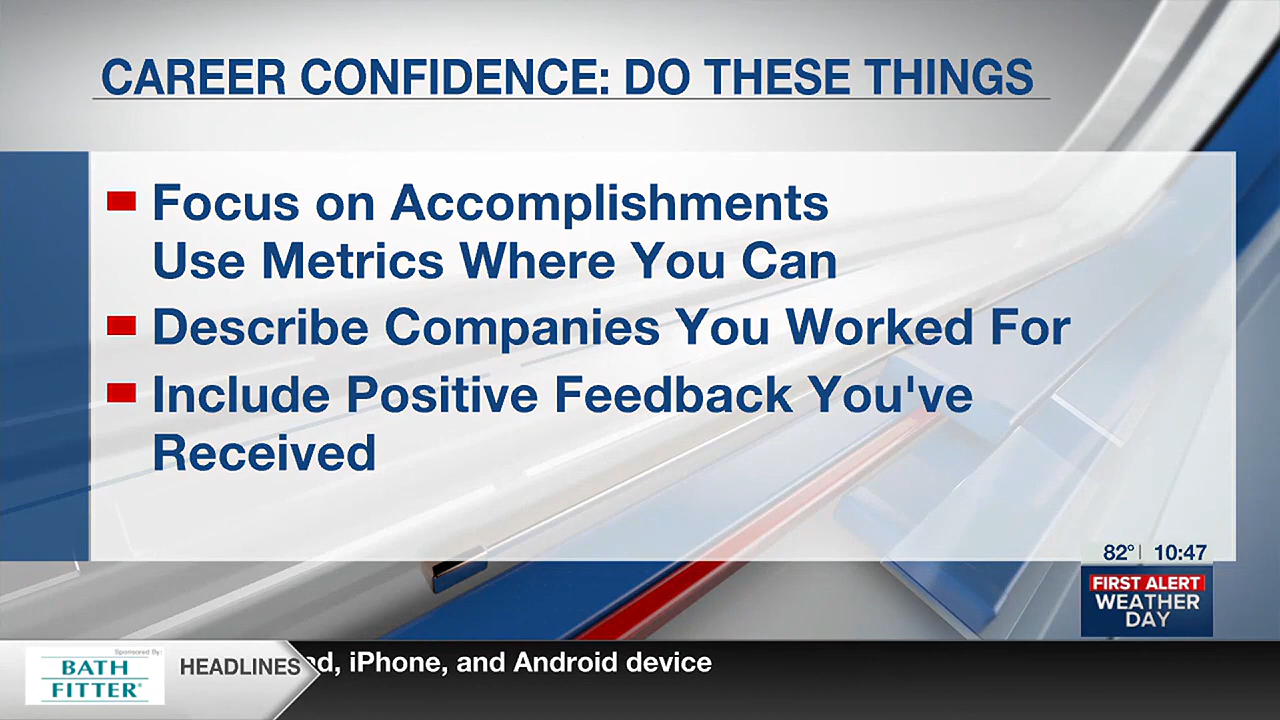 CAREER CONFIDENCE: DO THESE THINGS
Focus on Accomplishments
Use Metrics Where You Can
Describe Companies You Worked For
Include Positive Feedback You've
Received
82° 10:47
FIRST ALERT
WEATHER
DAY
Sponsored By:
BATH
FITTER®
HEADLINES
, iPhone, and Android device